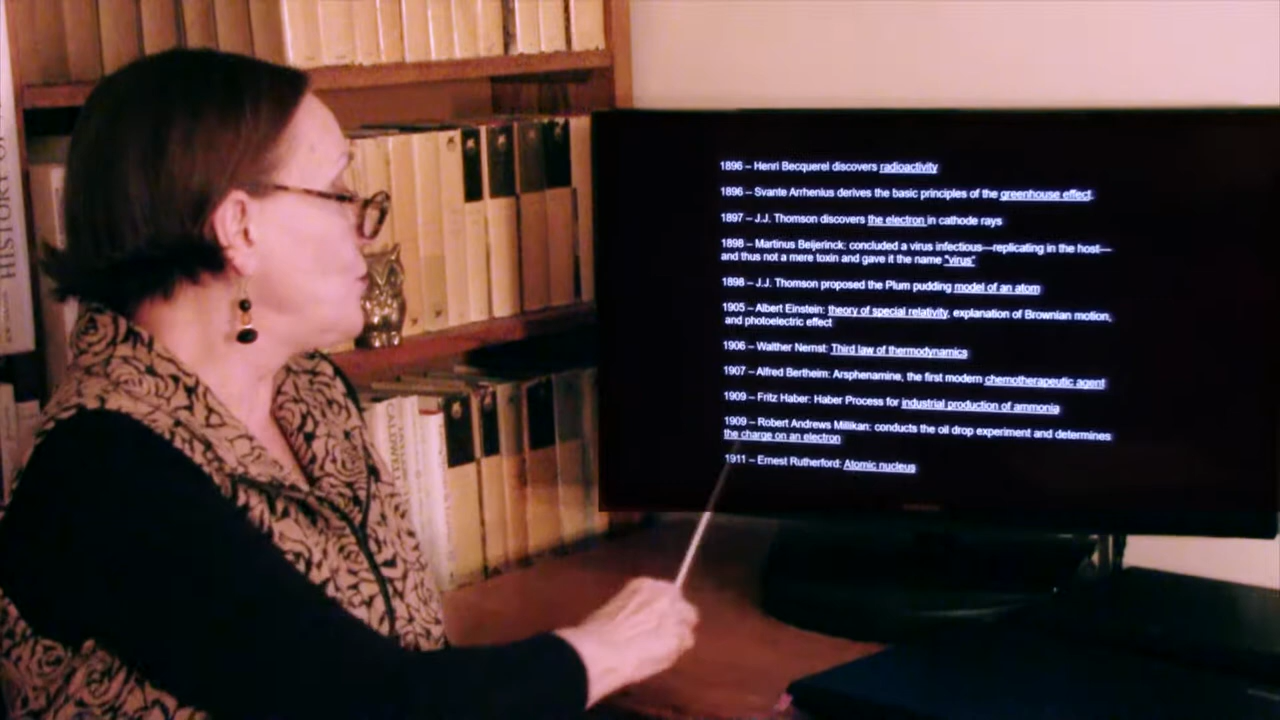 HISTORY OF
1896 – Henri Becquerel discovers radioactivity
1896 – Svante Arrhenius derives the basic principles of the greenhouse effect.
1897 – J.J. Thomson discovers the electron in cathode rays
1898 – Martinus Beijerinck: concluded a virus infectious—replicating in the host—
and thus not a mere toxin and gave it the name "virus"
1898 – J.J. Thomson proposed the Plum pudding model of an atom
1905 – Albert Einstein: theory of special relativity, explanation of Brownian motion,
and photoelectric effect
1906 – Walther Nernst: Third law of thermodynamics
1907 – Alfred Bertheim: Arsphenamine, the first modern chemotherapeutic agent
1909 – Fritz Haber: Haber Process for industrial production of ammonia
1909 – Robert Andrews Millikan: conducts the oil drop experiment and determines
the charge on an electron
1911 – Ernest Rutherford: Atomic nucleus